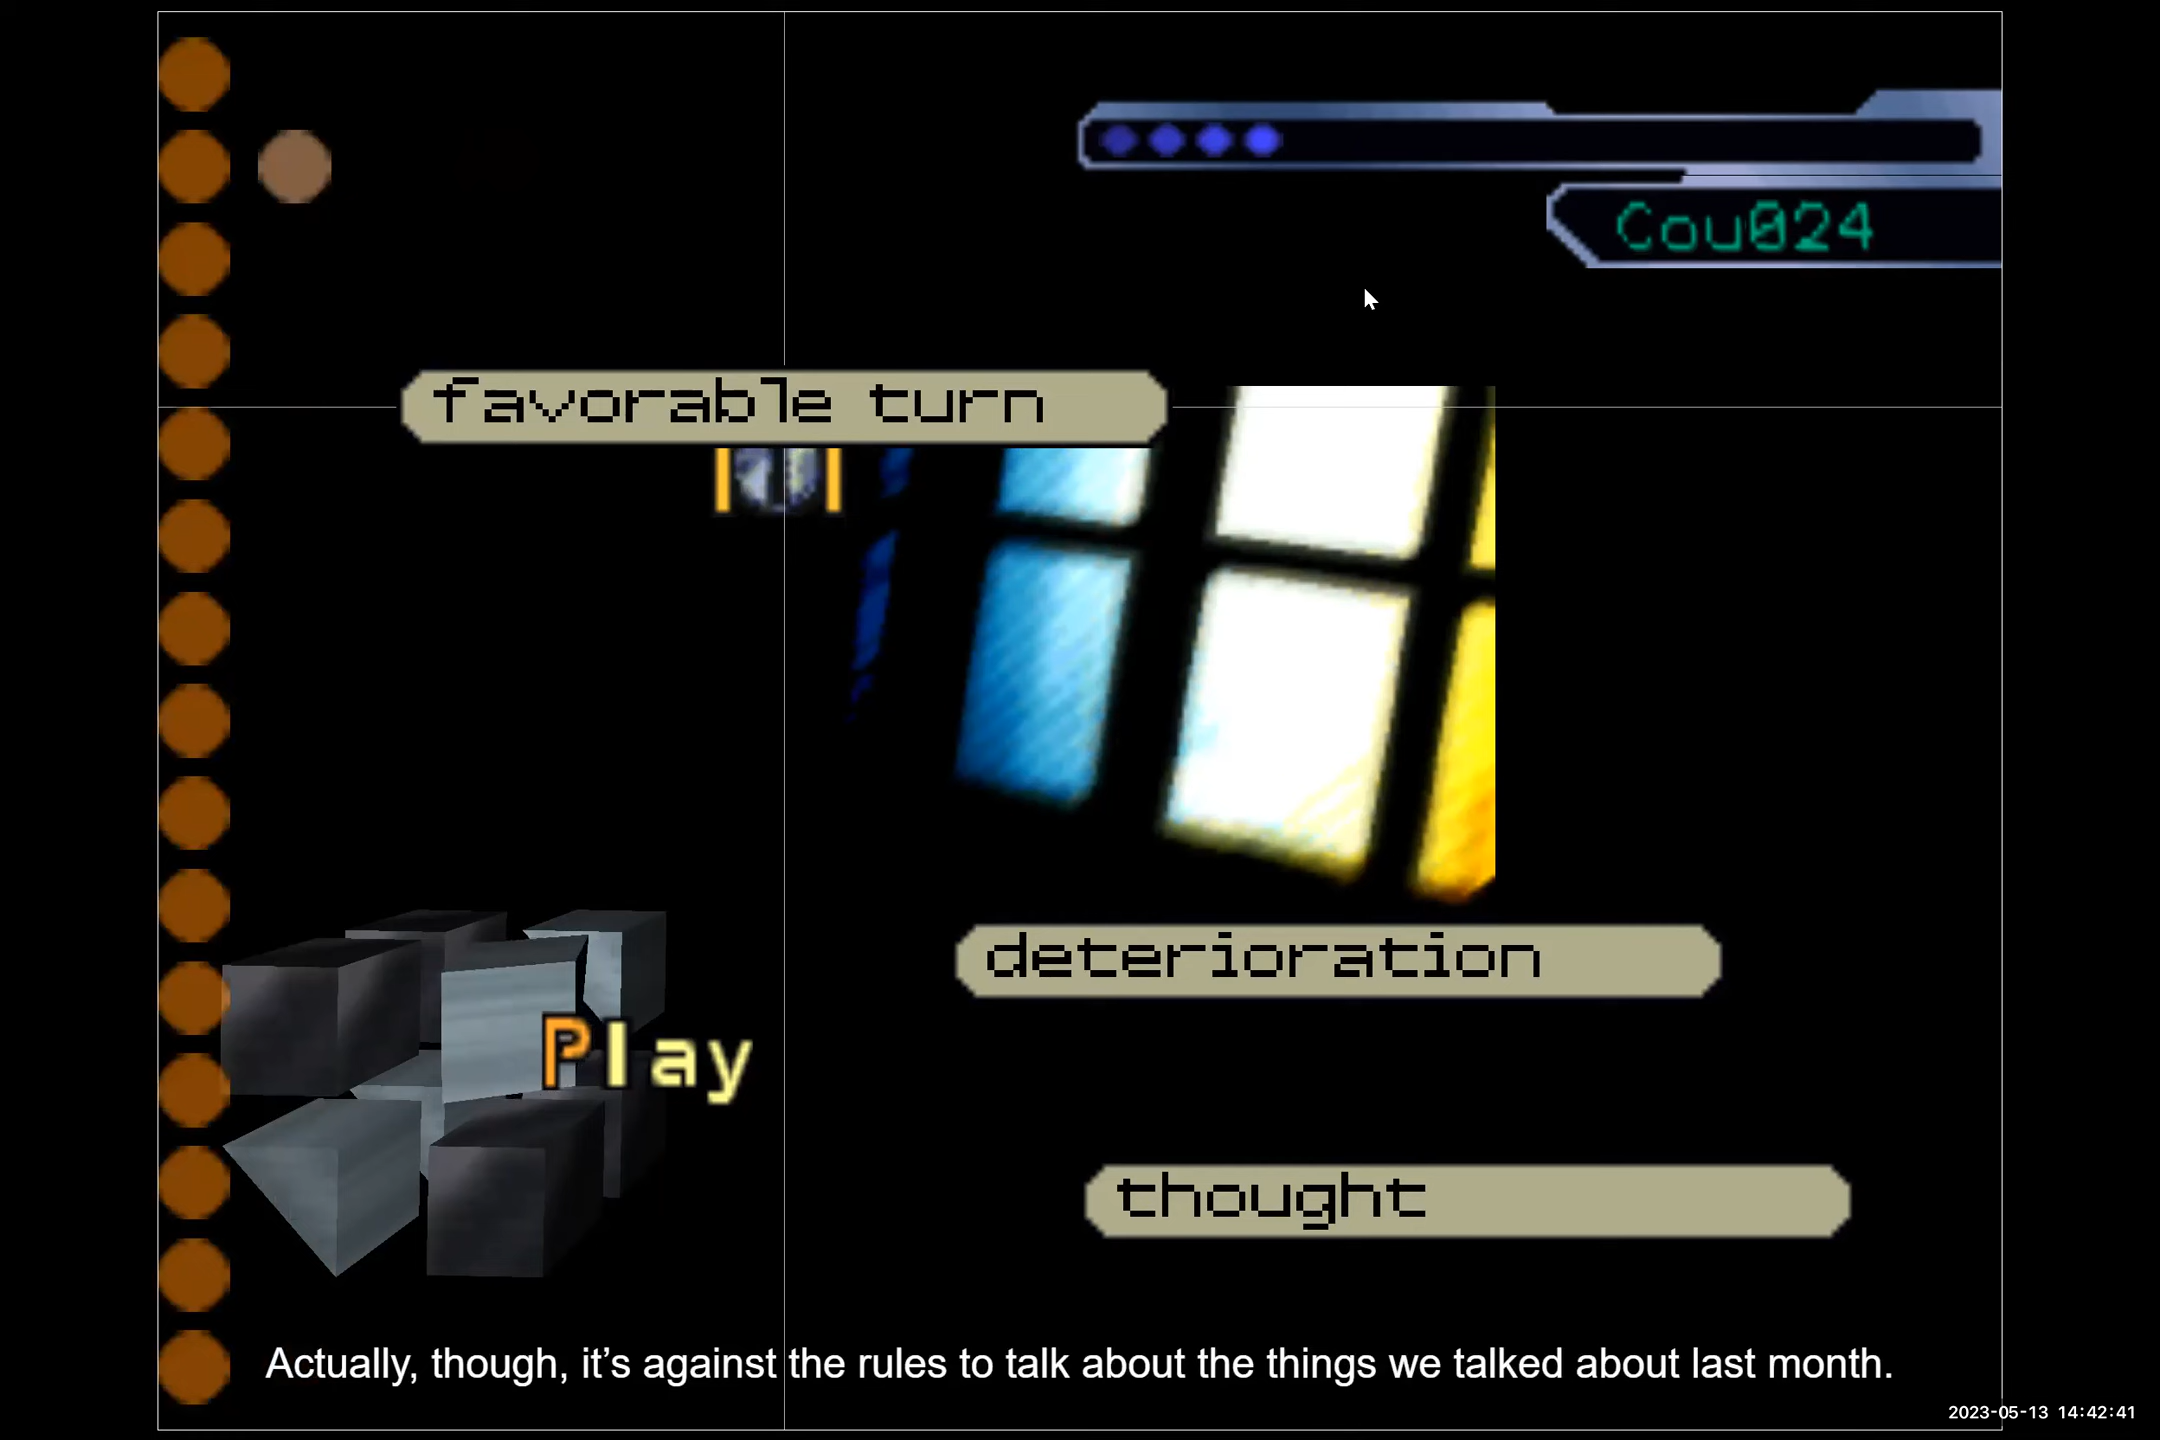 Cou024
favorable turn
deterioration
Play
thought
Actually, though, it’s against the rules to talk about the things we talked about last month.
2023-05-13 14:42:41